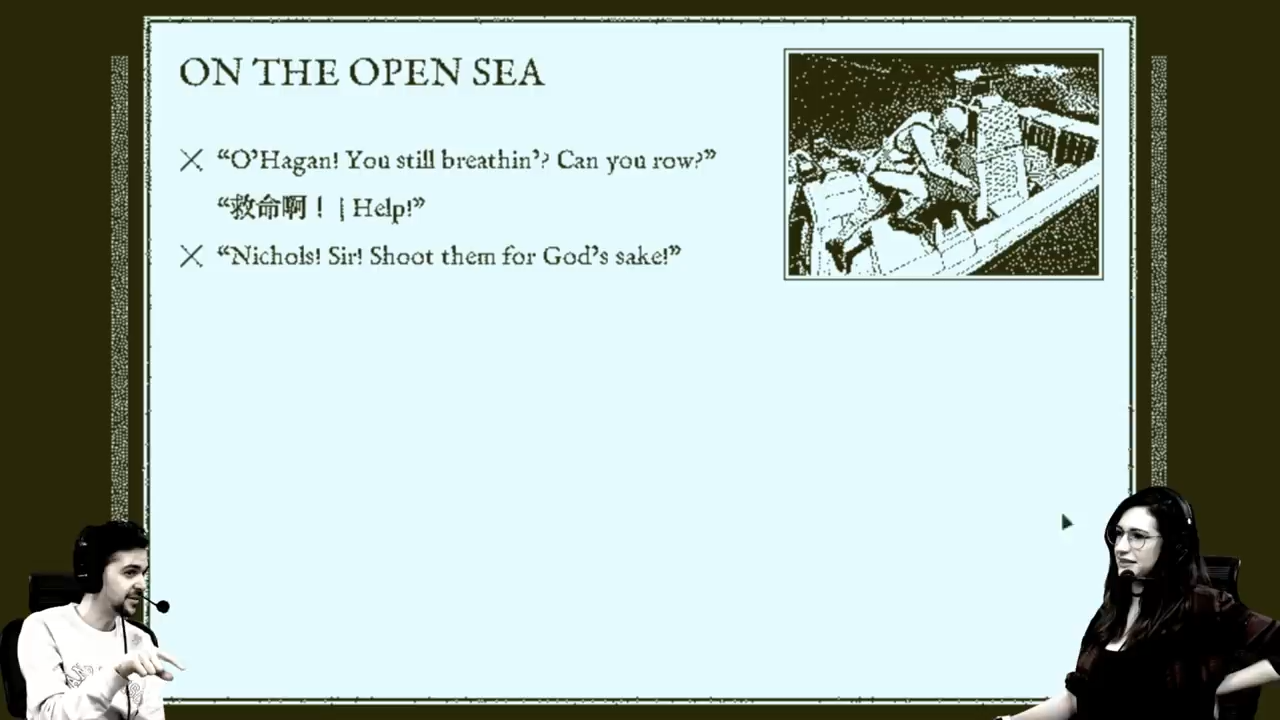 ON THE OPEN SEA
“O’Hagan! You still breathin’? Can you row?”
“救命啊！ | Help!”
“Nichols! Sir! Shoot them for God’s sake!”